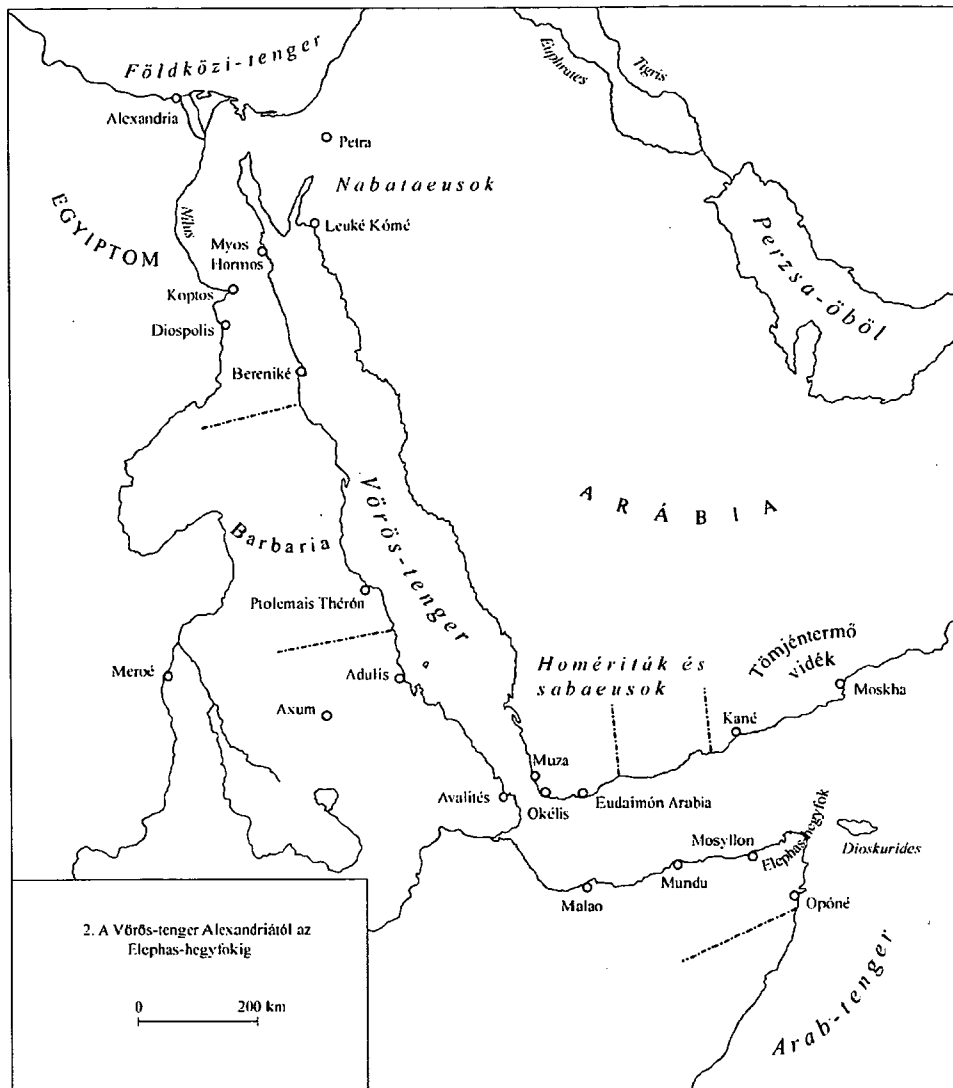 Földközi-tenger
Euphrates
Tigris
Alexandria
Petra
Nabataeusok
EGYIPTOM
Nilus
Leuké Kómé
Myos
Hormos
Perzsa-öböl
Koptos
Diospolis
Bereniké
Vörös-tenger
ARÁBIA
Barbaria
Ptolemais Thérón
Meroé
Adulis
Homériták és
sabaeusok
Tömjéntermő
vidék
Moskha
Axum
Kané
Muza
Avalités
Okélis
Eudaimón Arabia
Mosyllon
Elephas-hegyfok
Dioskurides
Mundu
Malao
Opóné
2. A Vörös-tenger Alexandriától az
Elephas-hegyfokig
0 200 km
Arab-tenger